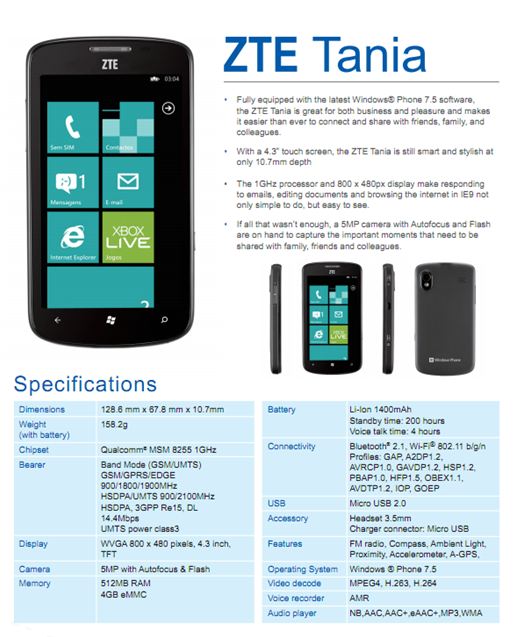 ZTE Tania
ZTE
03:04
Sem SIM
Contactos
1
Mensagens
E-mail
Internet Explorer
XBOX
LIVE
Jogos
?
• Fully equipped with the latest Windows® Phone 7.5 software,
the ZTE Tania is great for both business and pleasure and makes
it easier than ever to connect and share with friends, family, and
colleagues.
• With a 4.3” touch screen, the ZTE Tania is still smart and stylish at
only 10.7mm depth
• The 1GHz processor and 800 x 480px display make responding
to emails, editing documents and browsing the internet in IE9 not
only simple to do, but easy to see.
• If all that wasn’t enough, a 5MP camera with Autofocus and Flash
are on hand to capture the important moments that need to be
shared with family, friends and colleagues.
ZTE
XBOX
LIVE
Windows Phone
Specifications
Dimensions 128.6 mm x 67.8 mm x 10.7mm
Weight
(with battery) 158.2g
Chipset Qualcomm® MSM 8255 1GHz
Bearer Band Mode (GSM/UMTS)
GSM/GPRS/EDGE
900/1800/1900MHz
HSDPA/UMTS 900/2100MHz
HSDPA, 3GPP Re15, DL
14.4Mbps
UMTS power class3
Display WVGA 800 x 480 pixels, 4.3 inch,
TFT
Camera 5MP with Autofocus & Flash
Memory 512MB RAM
4GB eMMC
Battery Li-Ion 1400mAh
Standby time: 200 hours
Voice talk time: 4 hours
Connectivity Bluetooth® 2.1, Wi-Fi® 802.11 b/g/n
Profiles: GAP, A2DP1.2,
AVRCP1.0, GAVDP1.2, HSP1.2,
PBAP1.0, HFP1.5, OBEX1.1,
AVDTP1.2, IOP, GOEP
USB Micro USB 2.0
Accessory Headset 3.5mm
Charger connector: Micro USB
Features FM radio, Compass, Ambient Light,
Proximity, Accelerometer, A-GPS,
Operating System Windows ® Phone 7.5
Video decode MPEG4, H.263, H.264
Voice recorder AMR
Audio player NB,AAC,AAC+,eAAC+,MP3,WMA